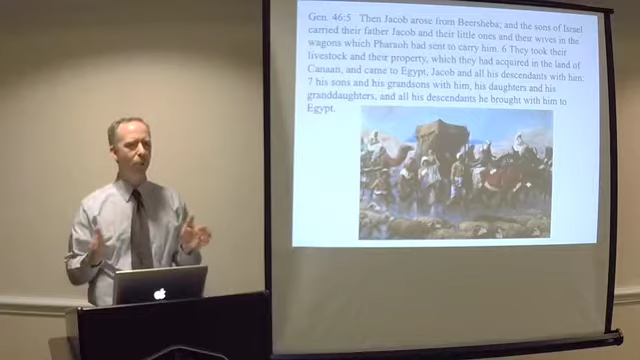 Gen. 46:5   Then Jacob arose from Beersheba; and the sons of Israel
carried their father Jacob and their little ones and their wives in the
wagons which Pharaoh had sent to carry him. 6 They took their
livestock and their property, which they had acquired in the land of
Canaan, and came to Egypt, Jacob and all his descendants with him:
7 his sons and his grandsons with him, his daughters and his
granddaughters, and all his descendants he brought with him to
Egypt.